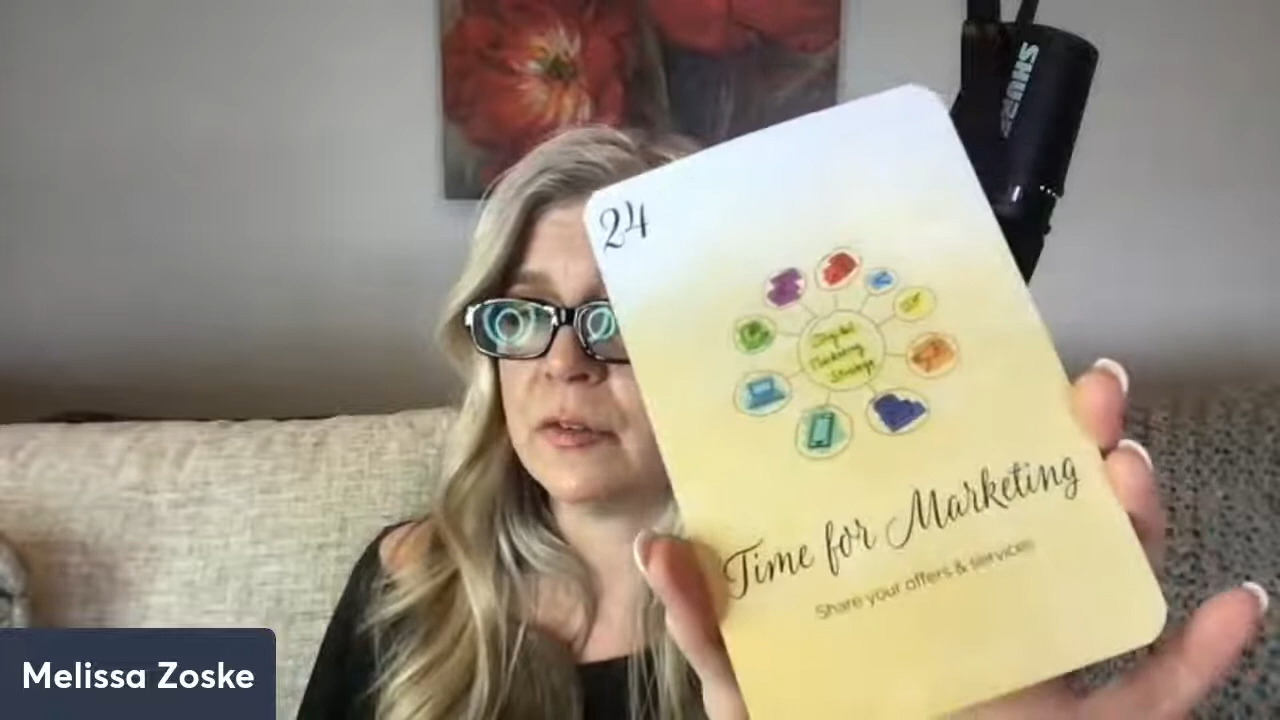 SHURE
24
Digital
Marketing
Strategy
Time for Marketing
Share your offers & services
Melissa Zoske